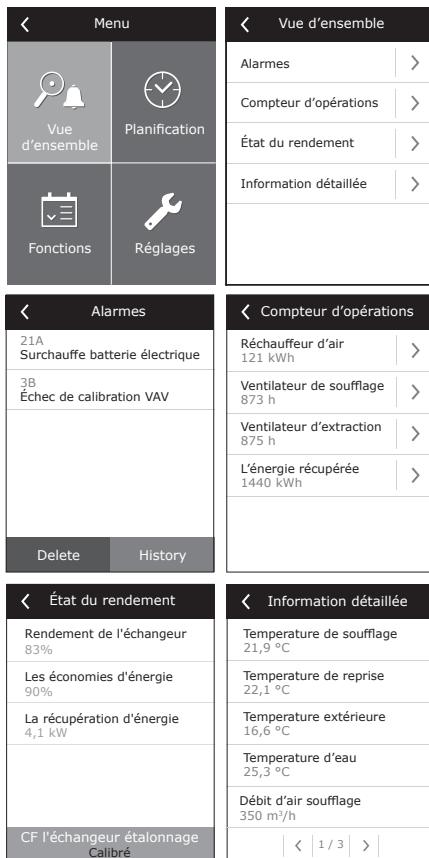 Menu
Vue
d'ensemble
Planification
Fonctions
Réglages
Vue d'ensemble
Alarmes
Compteur d'opérations
État du rendement
Information détaillée
Alarmes
21A
Surchauffe batterie électrique
3B
Échec de calibration VAV
Delete
History
Compteur d'opérations
Réchauffeur d'air
121 kWh
Ventilateur de soufflage
873 h
Ventilateur d'extraction
875 h
L'énergie récupérée
1440 kWh
État du rendement
Rendement de l'échangeur
83%
Les économies d'énergie
90%
La récupération d'énergie
4,1 kW
CF l'échangeur étalonnage
Calibré
Information détaillée
Temperature de soufflage
21,9 °C
Temperature de reprise
22,1 °C
Temperature extérieure
16,6 °C
Temperature d'eau
25,3 °C
Débit d'air soufflage
350 m³/h
1 / 3